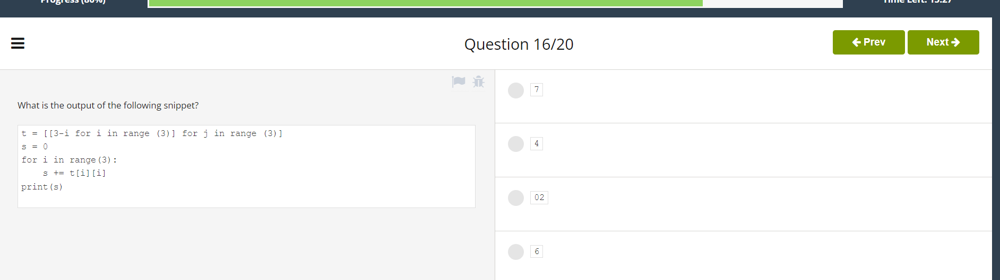 Progress (80%)
Time Left: 15:27
Question 16/20
Prev
Next
What is the output of the following snippet?
t = [[3-i for i in range (3)] for j in range (3)]
s = 0
for i in range(3):
    s += t[i][i]
print(s)
7
4
02
6